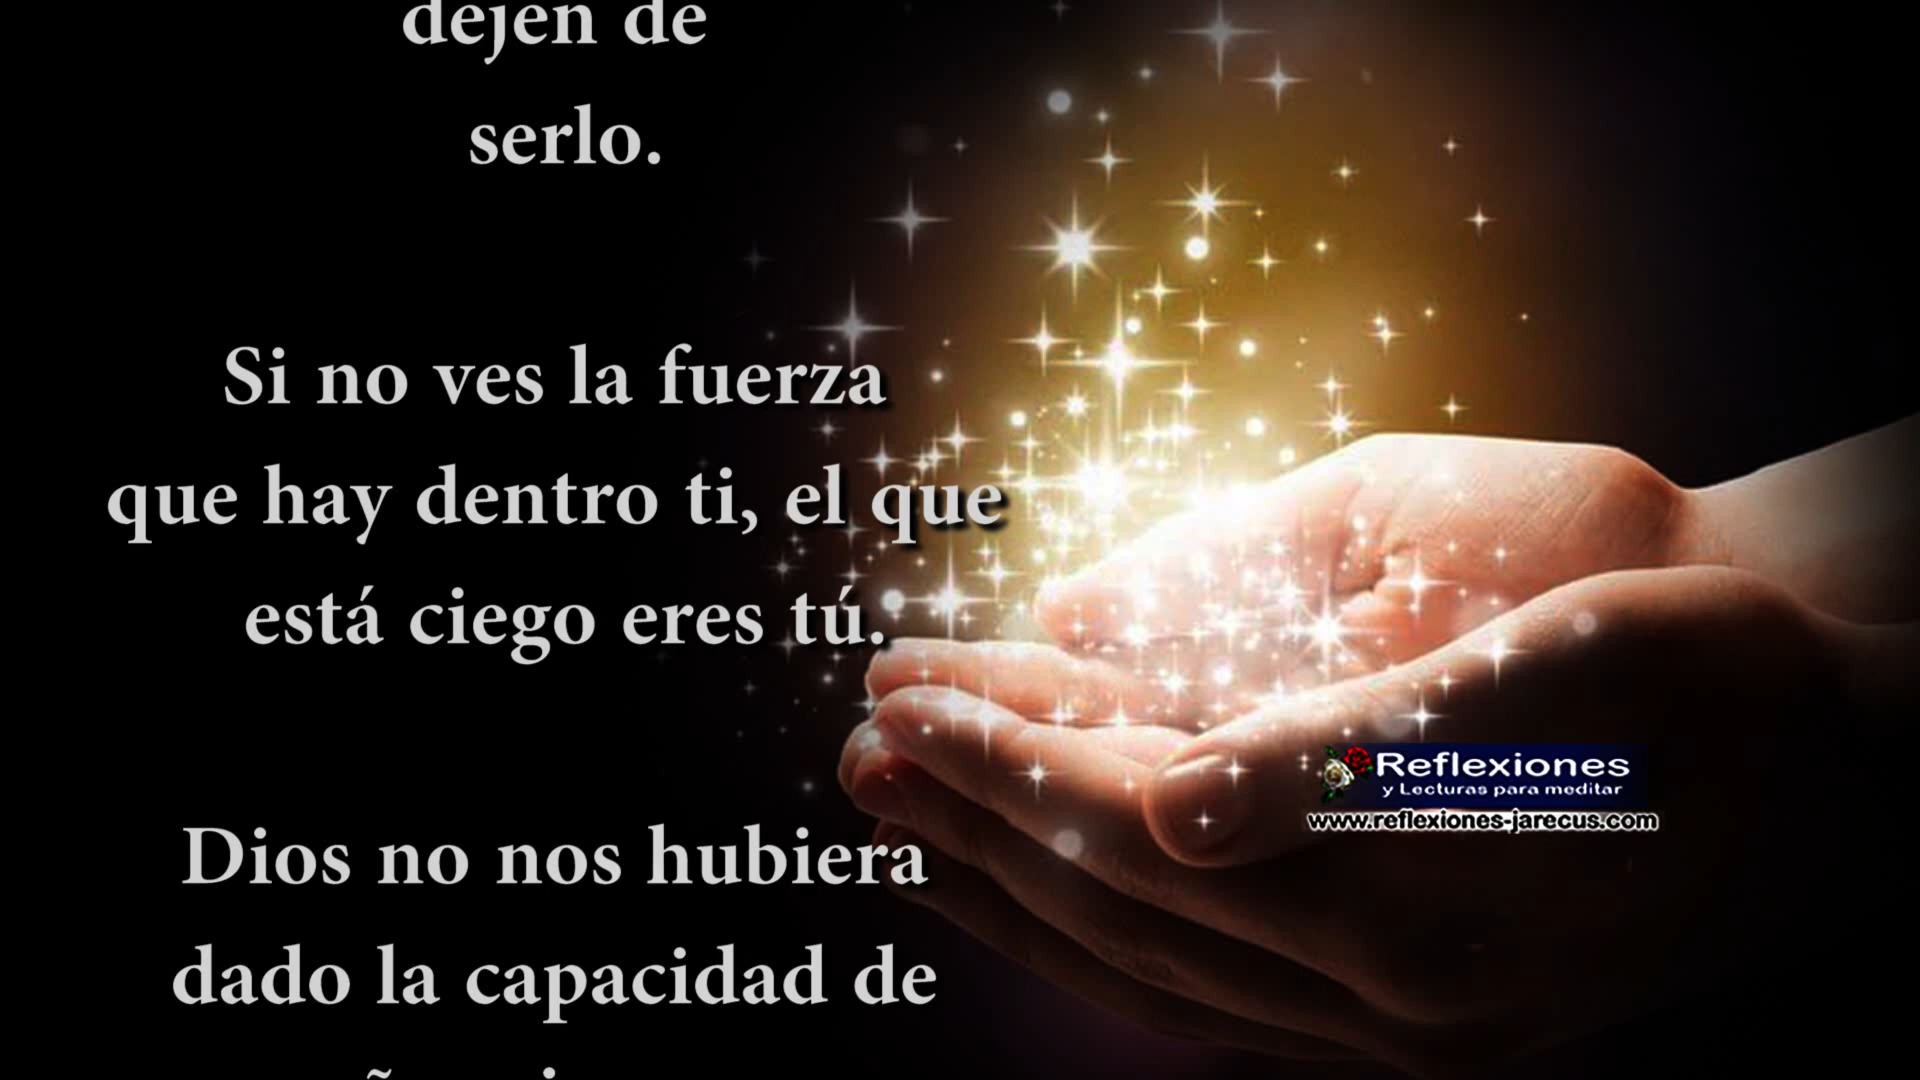 dejen de
serlo.
Si no ves la fuerza
que hay dentro ti, el que
está ciego eres tú.
Dios no nos hubiera
dado la capacidad de
Reflexiones
y Lecturas para meditar
www.reflexiones-jarecus.com